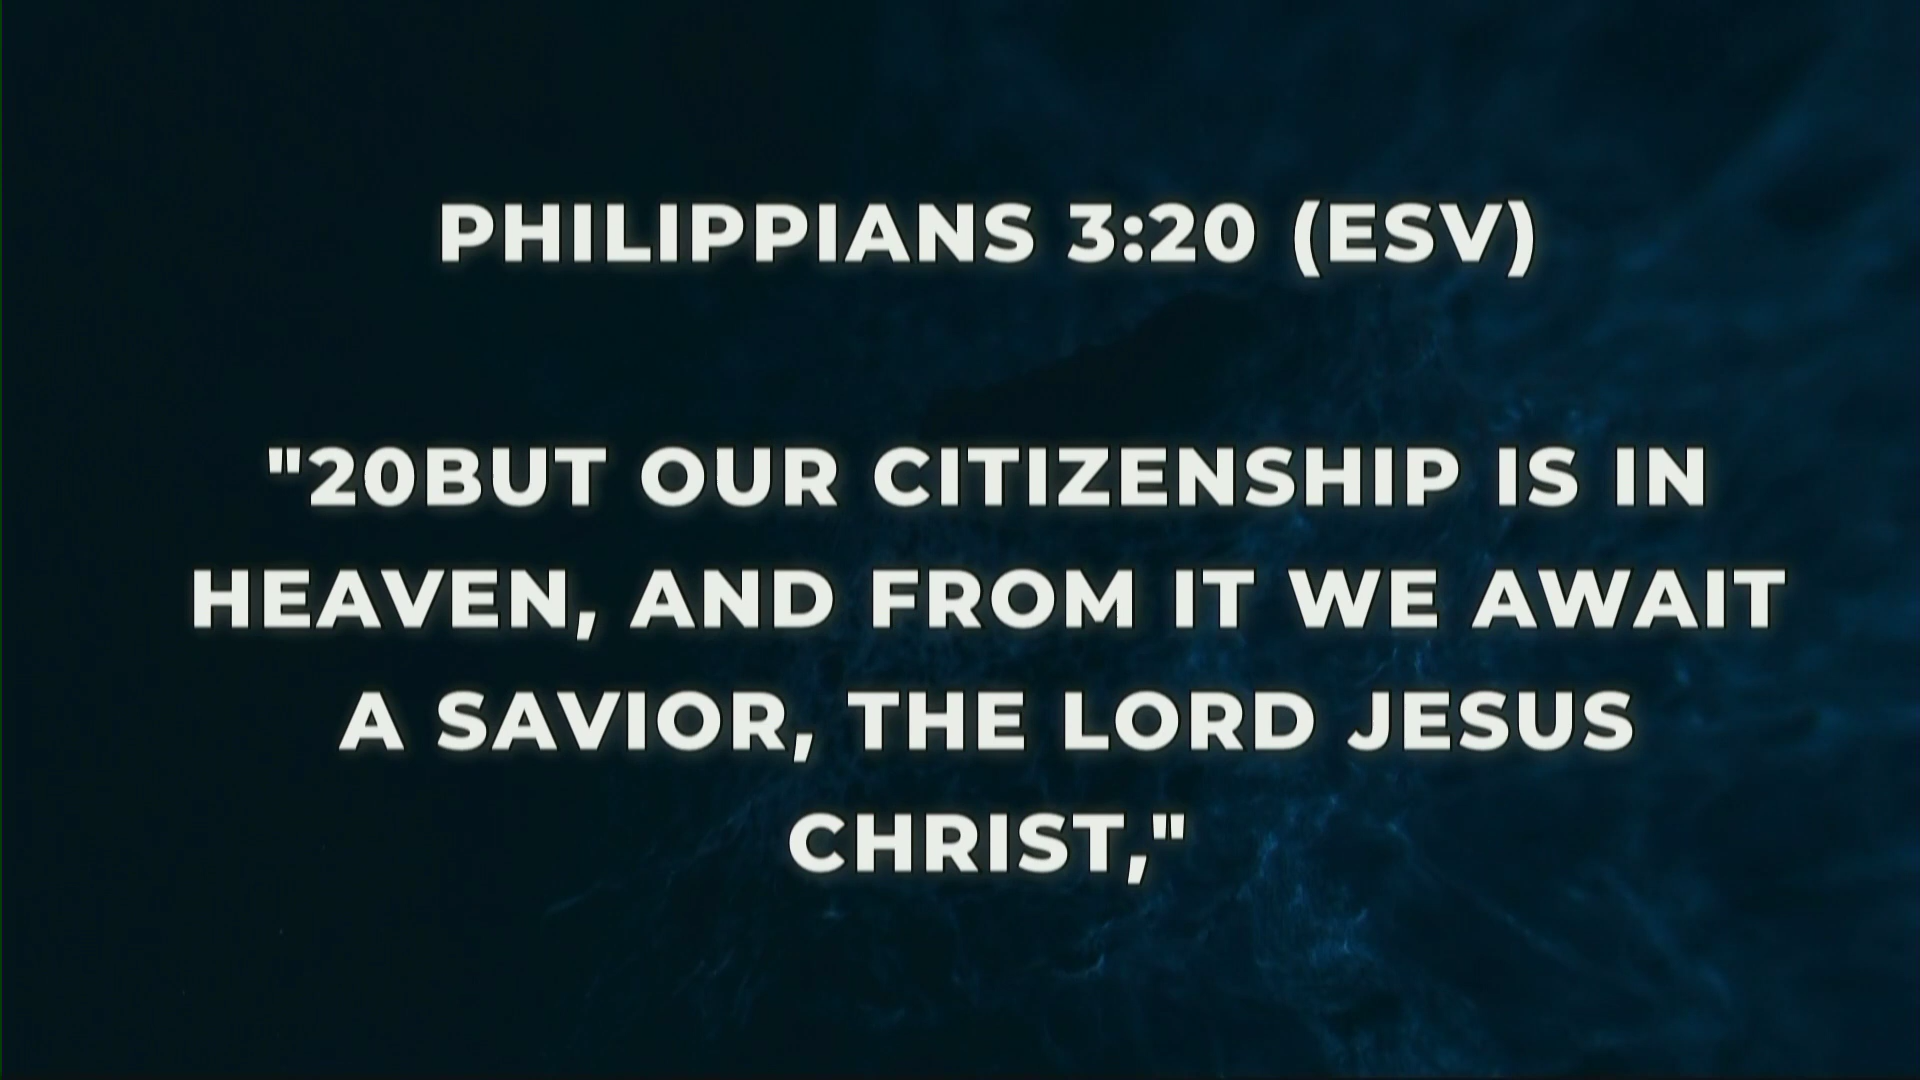 PHILIPPIANS 3:20 (ESV)
"20BUT OUR CITIZENSHIP IS IN
HEAVEN, AND FROM IT WE AWAIT
A SAVIOR, THE LORD JESUS
CHRIST,"